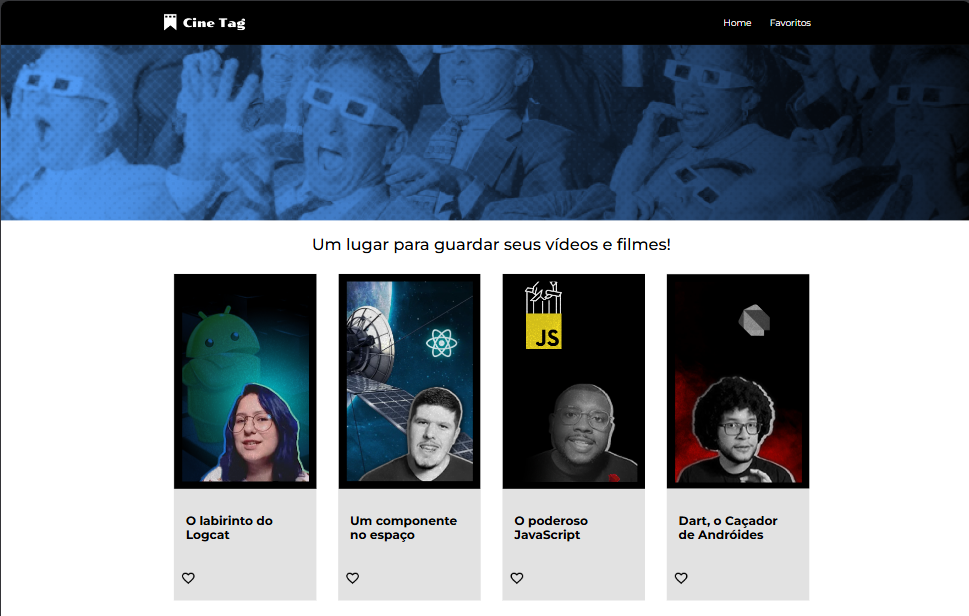 Cine Tag
Home
Favoritos
Um lugar para guardar seus vídeos e filmes!
JS
O labirinto do
Logcat
Um componente
no espaço
O poderoso
JavaScript
Dart, o Caçador
de Andróides